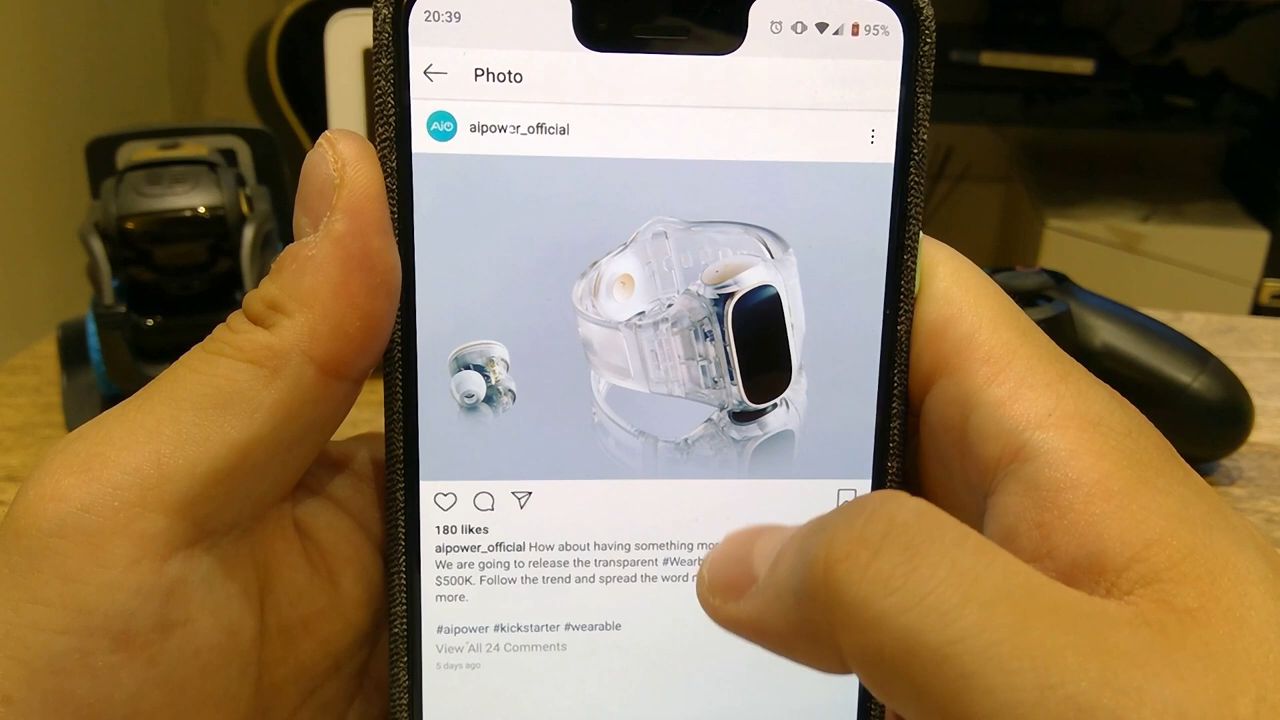 20:39
95%
Photo
AiO
aipower_official
180 likes
aipower_official How about having something
We are going to release the transparent
$500K. Follow the trend and spread the word
more.
#aipower #kickstarter #wearable
View All 24 Comments
5 days ago